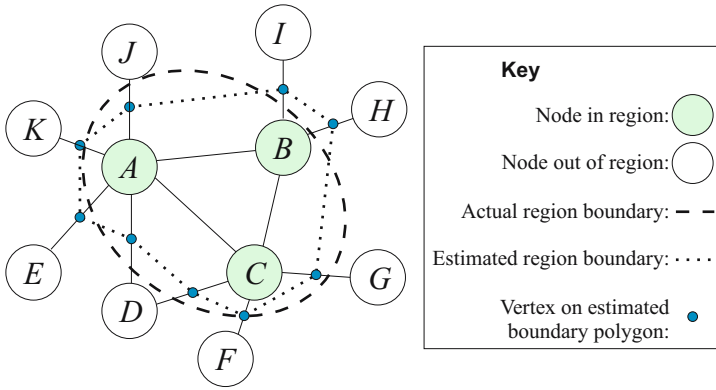 I
J
H
K
B
A
C
G
E
D
F
Key
Node in region:
Node out of region:
Actual region boundary:
Estimated region boundary:
Vertex on estimated
boundary polygon: